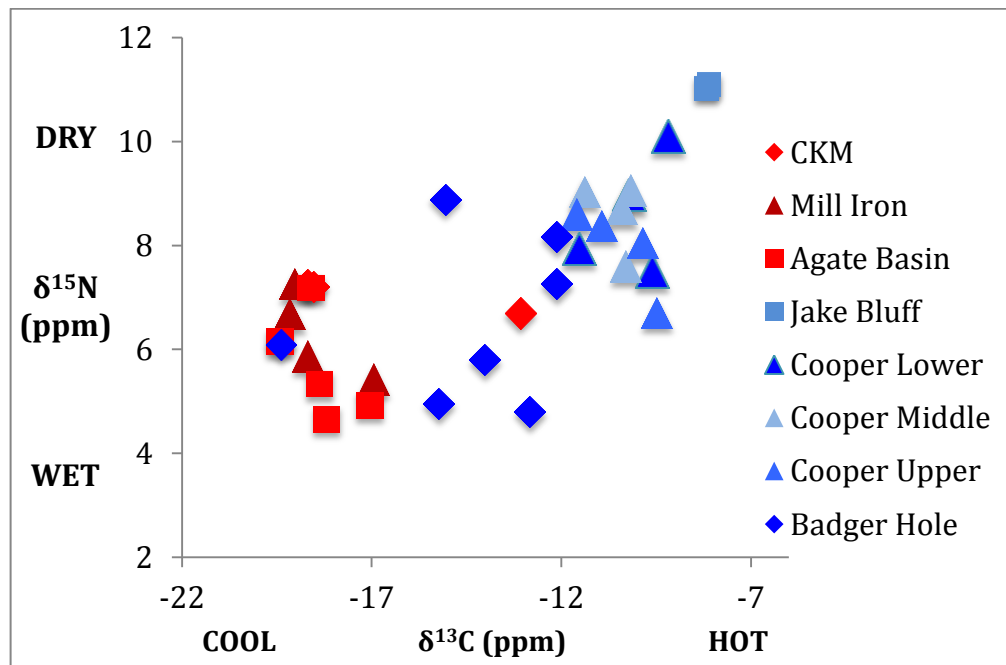 12
10
8
6
4
2
DRY
δ¹⁵N
(ppm)
WET
-22
-17
-12
-7
COOL
δ¹³C (ppm)
HOT
CKM
Mill Iron
Agate Basin
Jake Bluff
Cooper Lower
Cooper Middle
Cooper Upper
Badger Hole